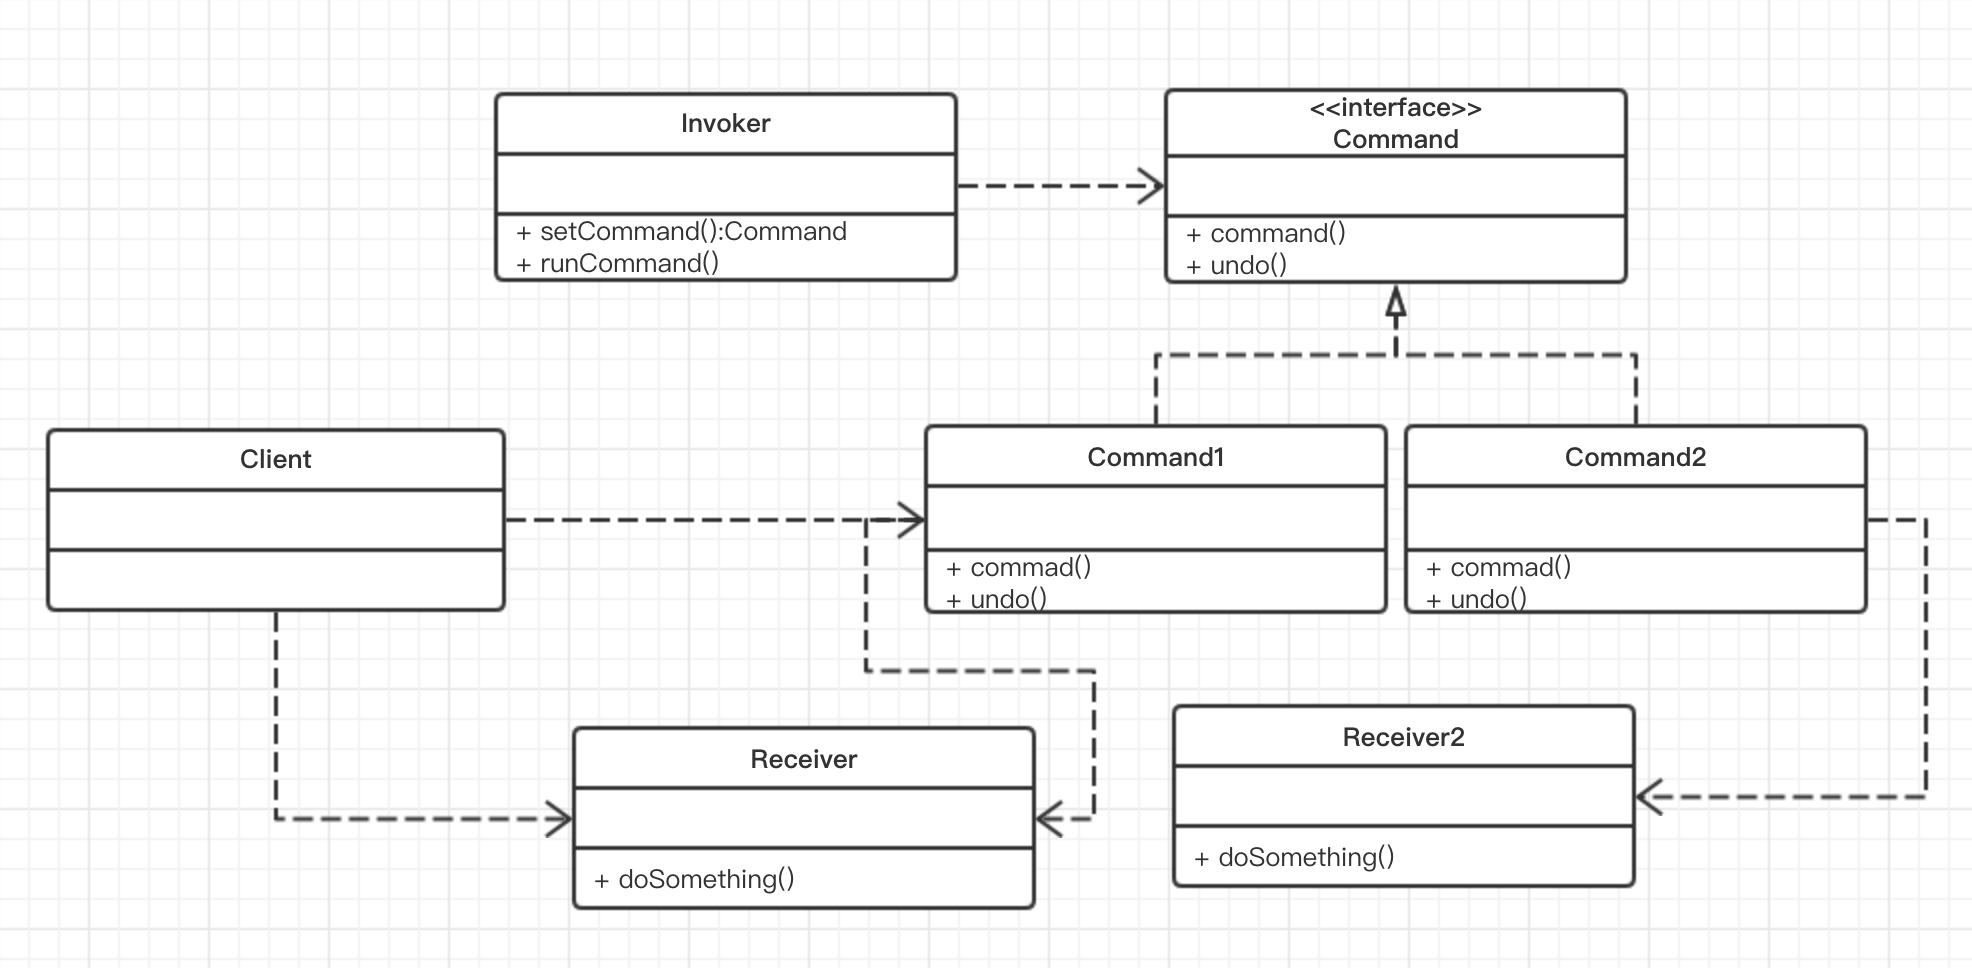 Invoker
+ setCommand():Command
+ runCommand()
<<interface>>
Command
+ command()
+ undo()
Client
Command1
+ commad()
+ undo()
Command2
+ commad()
+ undo()
Receiver
+ doSomething()
Receiver2
+ doSomething()